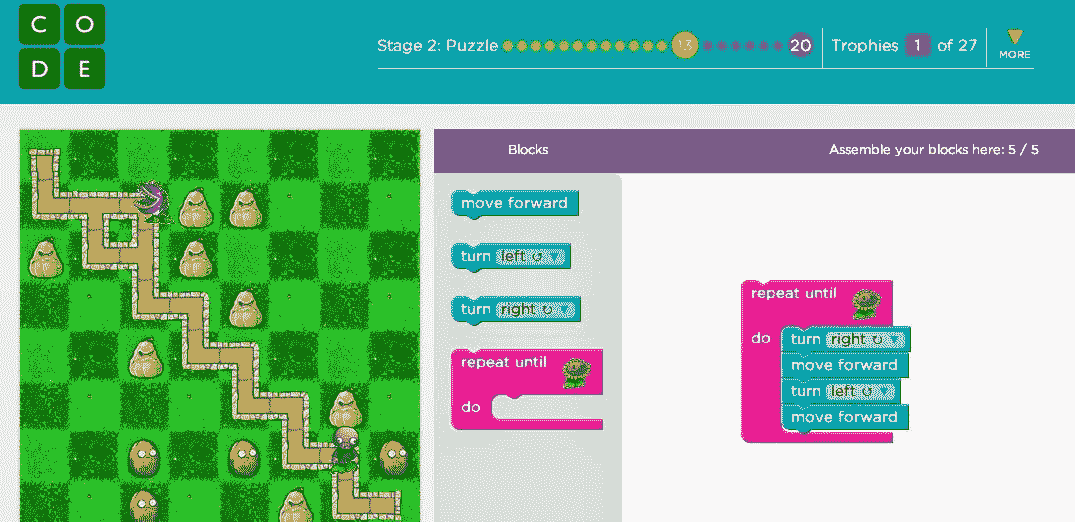 C O
D E
Stage 2: Puzzle 13 20 Trophies 1 of 27 MORE
Blocks Assemble your blocks here: 5 / 5
move forward
turn left ↺ ▼
turn right ↻ ▼
repeat until
do
repeat until
do turn right ↻ ▼
move forward
turn left ↺ ▼
move forward